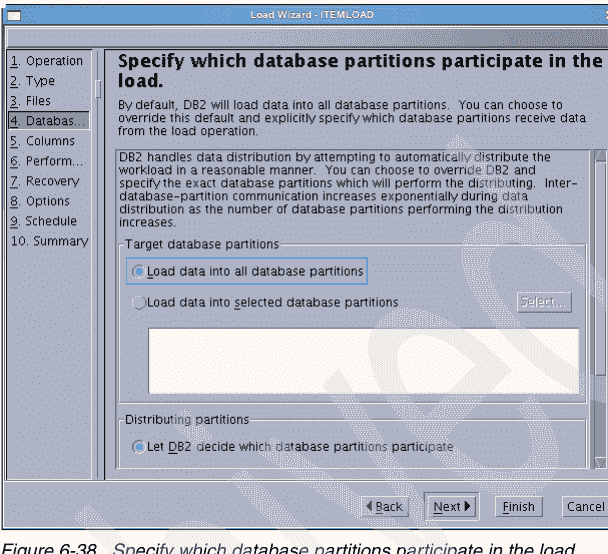 Load Wizard - ITEMLOAD
1. Operation
2. Type
3. Files
4. Databas...
5. Columns
6. Perform...
7. Recovery
8. Options
9. Schedule
10. Summary
Specify which database partitions participate in the
load.
By default, DB2 will load data into all database partitions. You can choose to
override this default and explicitly specify which database partitions receive data
from the load operation.
DB2 handles data distribution by attempting to automatically distribute the
workload in a reasonable manner. You can choose to override DB2 and
specify the exact database partitions which will perform the distributing. Inter-
database-partition communication increases exponentially during data
distribution as the number of database partitions performing the distribution
increases.
Target database partitions
Load data into all database partitions
Load data into selected database partitions
Select...
Distributing partitions
Let DB2 decide which database partitions participate
Back
Next
Finish
Cancel
Figure 6-38 Specify which database partitions participate in the load